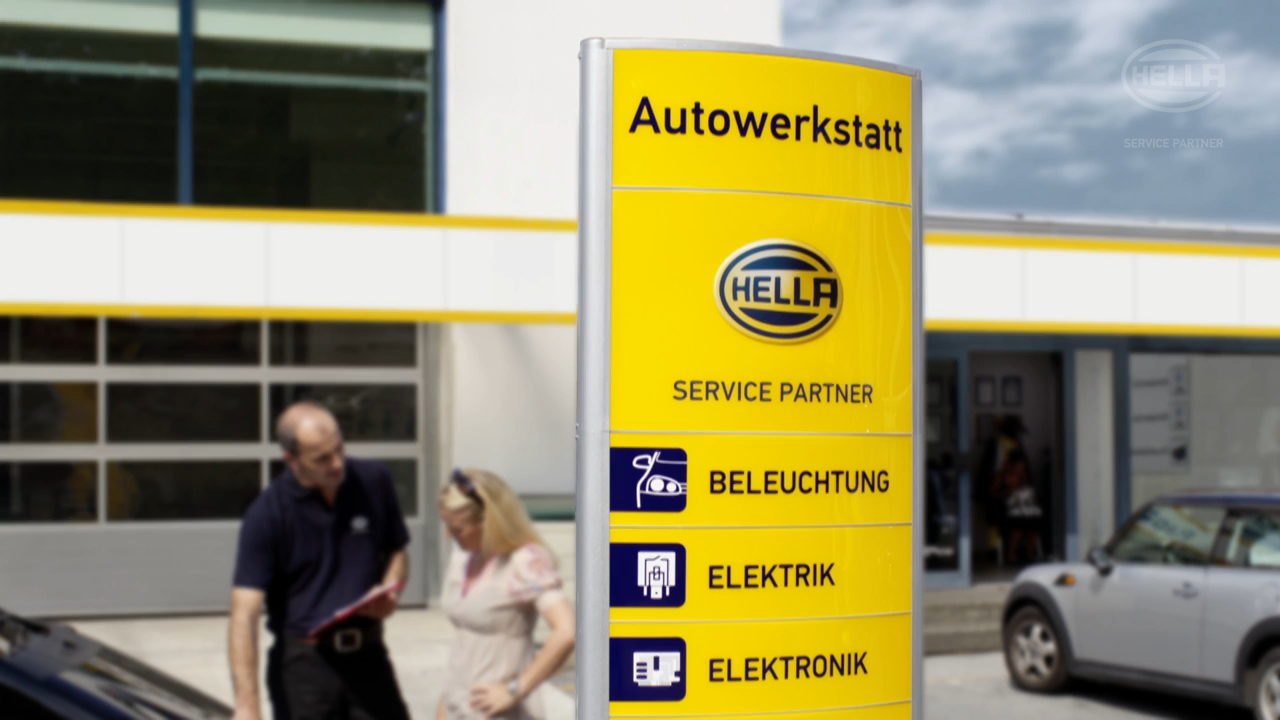 Autowerkstatt
HELLA
SERVICE PARTNER
BELEUCHTUNG
ELEKTRIK
ELEKTRONIK
HELLA
SERVICE PARTNER